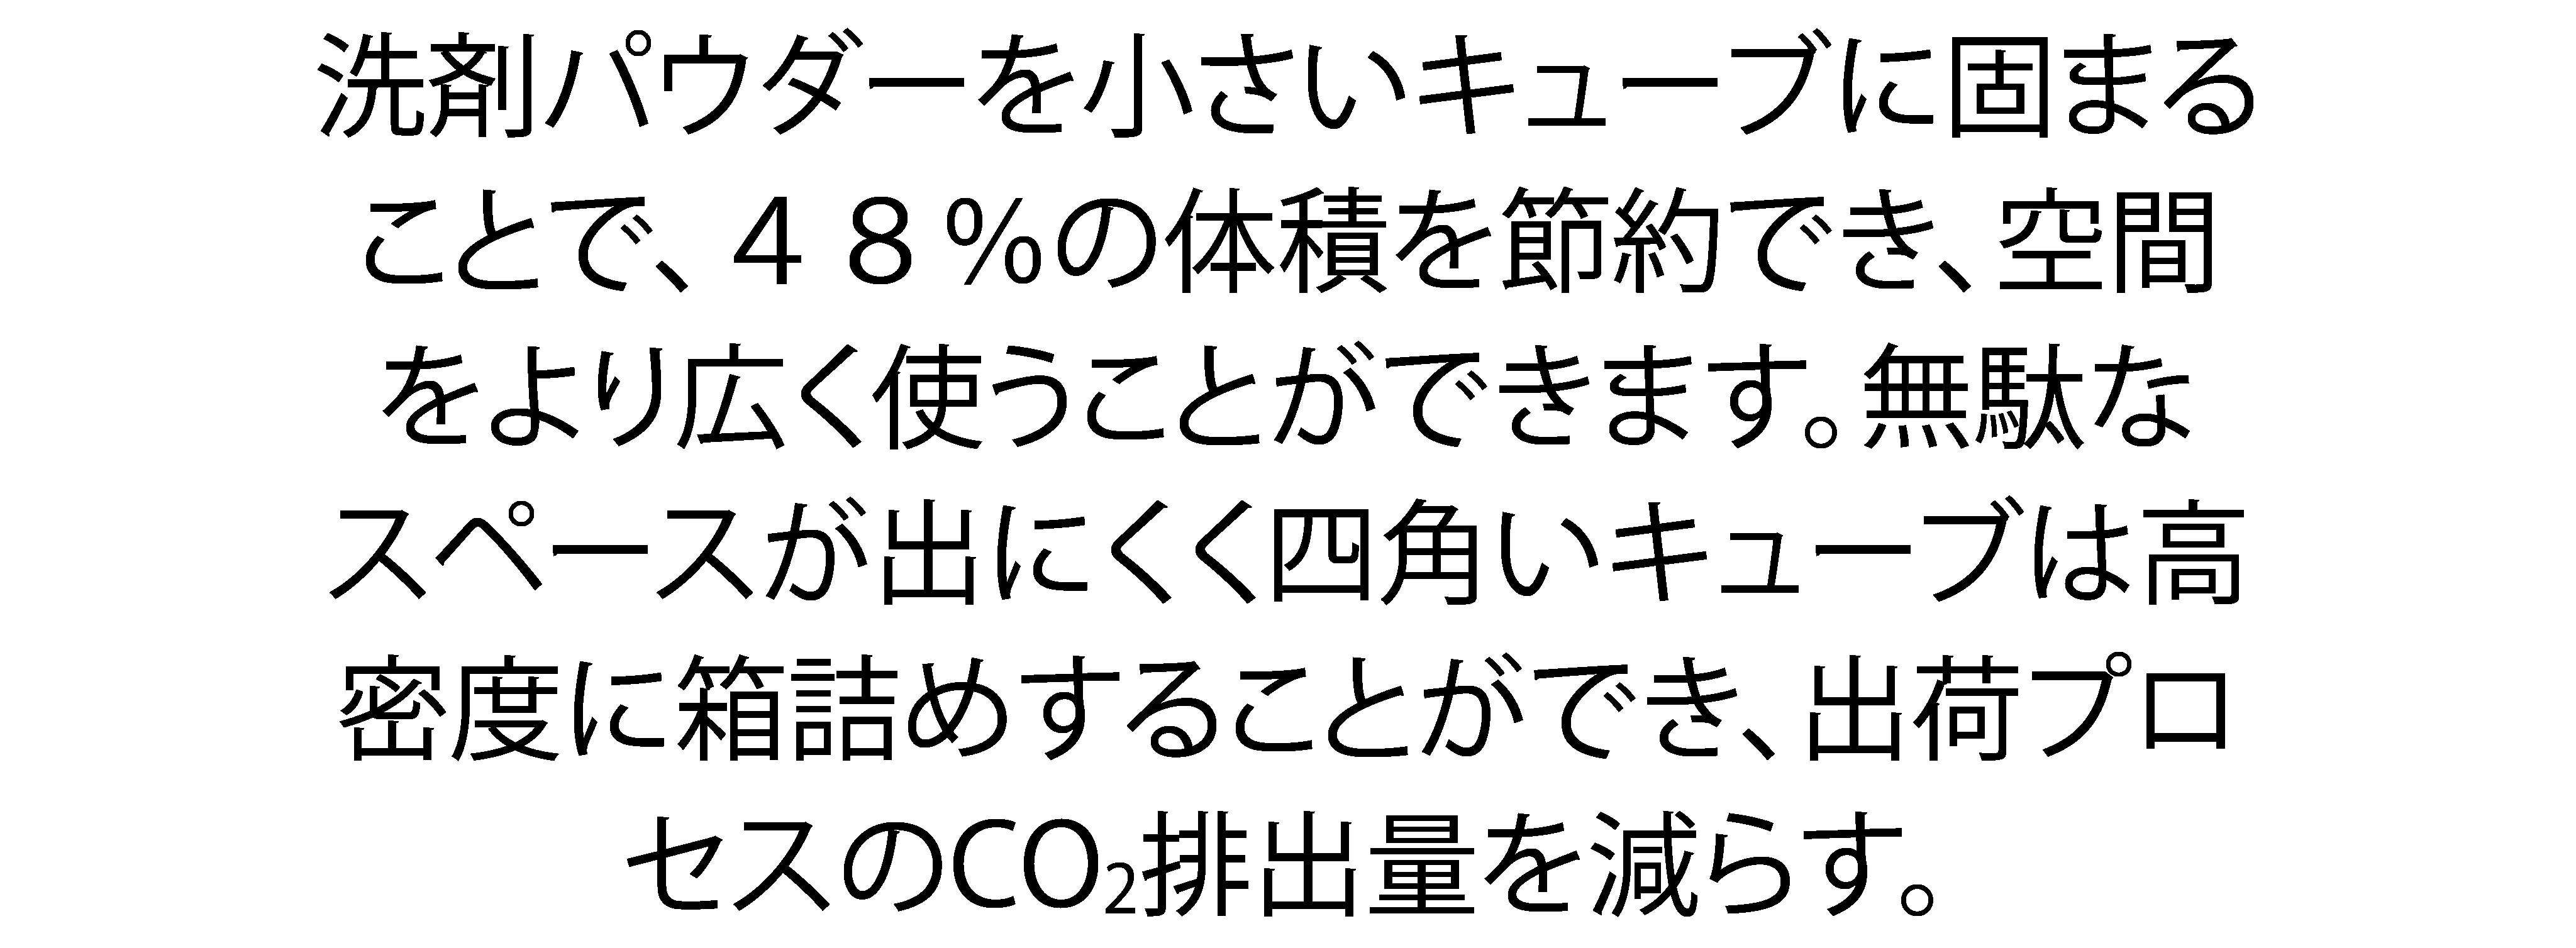 洗剤パウダーを小さいキューブに固まる
ことで、４８％の体積を節約でき、空間
をより広く使うことができます。無駄な
スペースが出にくく四角いキューブは高
密度に箱詰めすることができ、出荷プロ
セスのCO₂排出量を減らす。